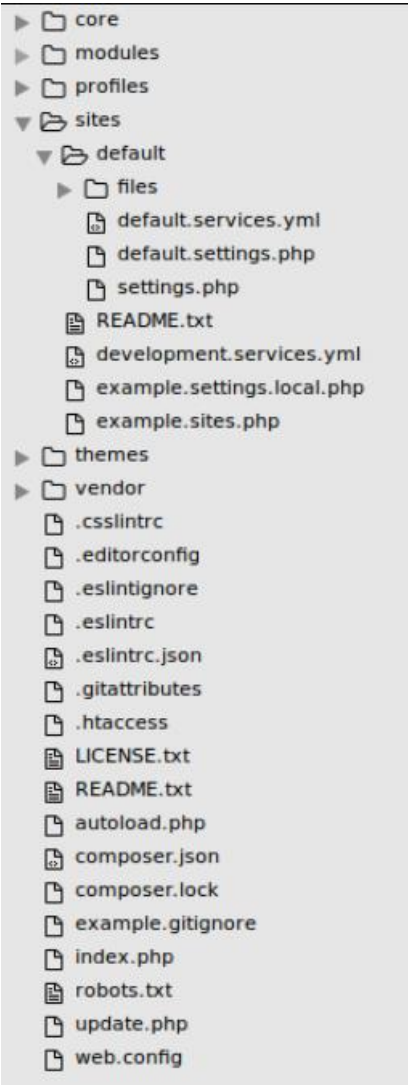 core
modules
profiles
sites
default
files
default.services.yml
default.settings.php
settings.php
README.txt
development.services.yml
example.settings.local.php
example.sites.php
themes
vendor
.csslintrc
.editorconfig
.eslintignore
.eslintrc
.eslintrc.json
.gitattributes
.htaccess
LICENSE.txt
README.txt
autoload.php
composer.json
composer.lock
example.gitignore
index.php
robots.txt
update.php
web.config